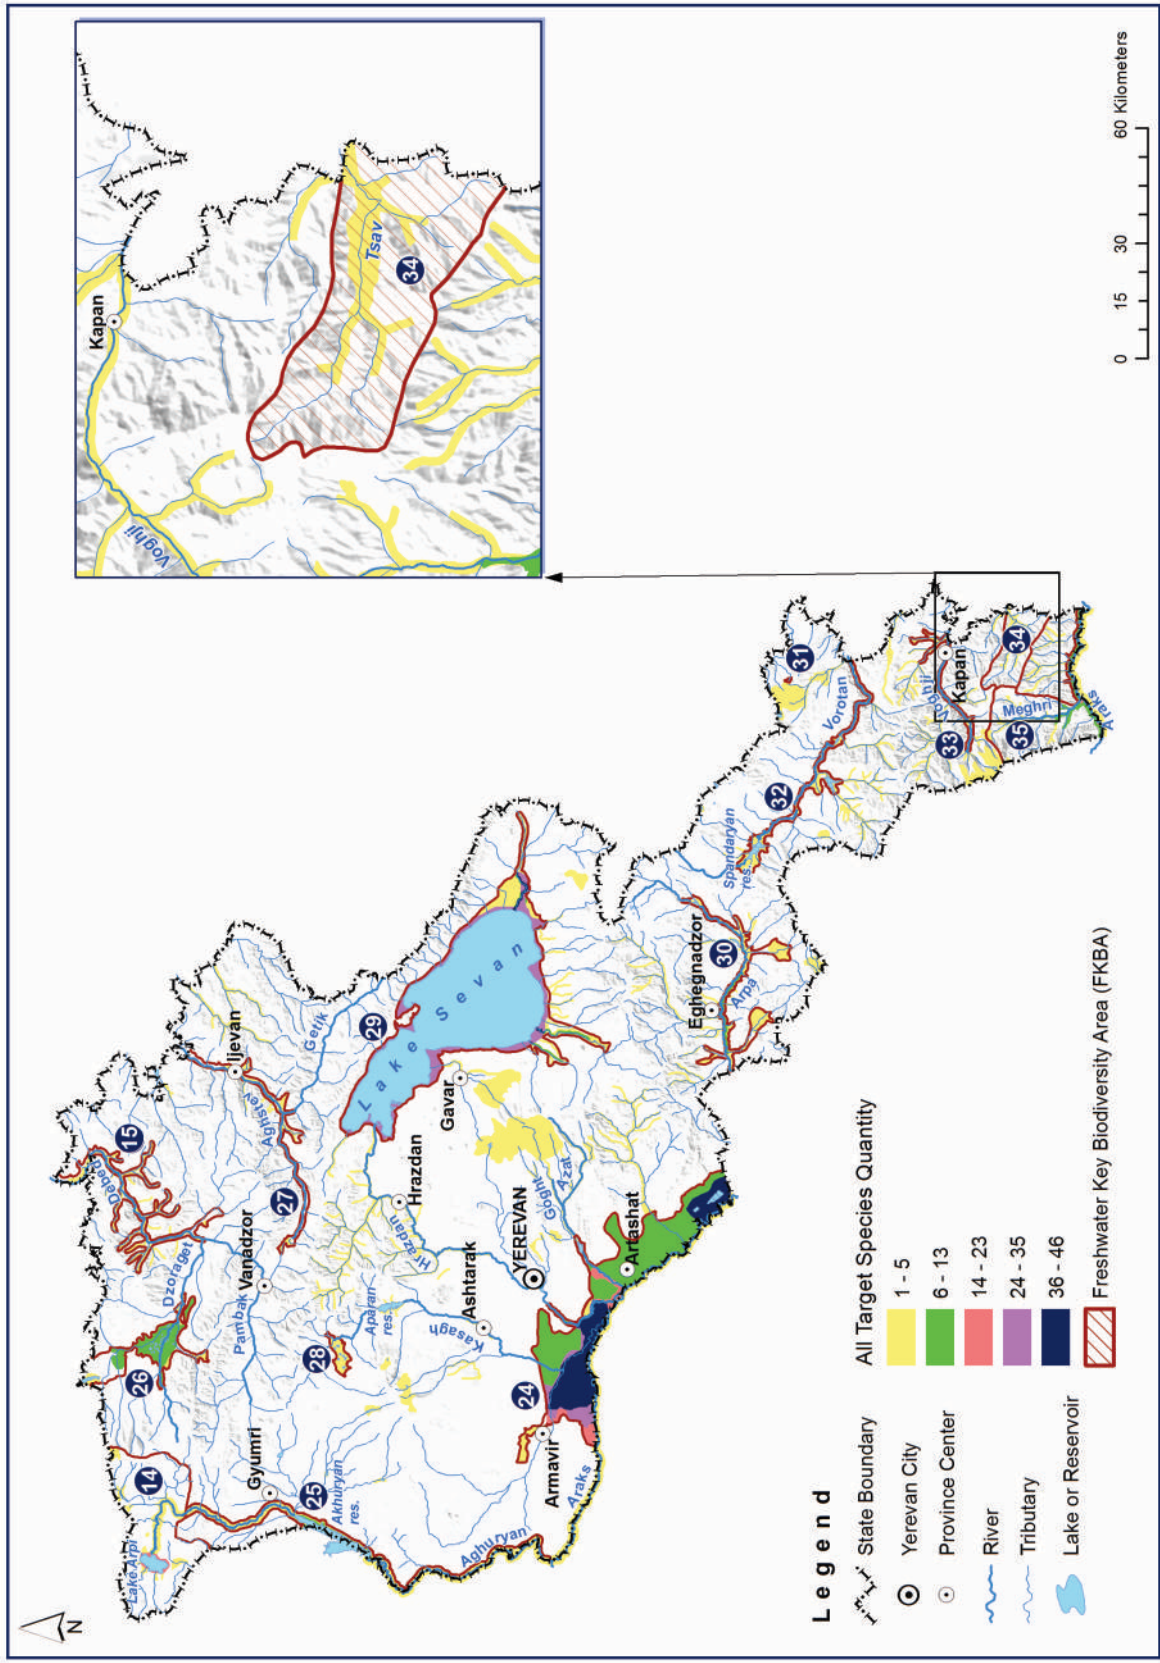 N
Lake Arpi
14
26
15
Debed
Dzoraget
Gyumri
Pambak
Vanadzor
27
Aghstev
Ijevan
Getik
25
Akhuryan
res.
28
Aparan
res.
Hrazdan
Hrazdan
29
Lake Sevan
Gavar
Kasagh
Ashtarak
Aghuryan
Armavir
24
YEREVAN
Goght
Azat
Araks
Artashat
Eghegnadzor
30
Arpa
Spandaryan
res.
32
Vorotan
31
33
Voghji
Kapan
35
Meghri
34
Araks
Kapan
Voghji
Tsav
34
Legend
State Boundary
Yerevan City
Province Center
River
Tributary
Lake or Reservoir
All Target Species Quantity
1 - 5
6 - 13
14 - 23
24 - 35
36 - 46
Freshwater Key Biodiversity Area (FKBA)
0 15 30 60 Kilometers